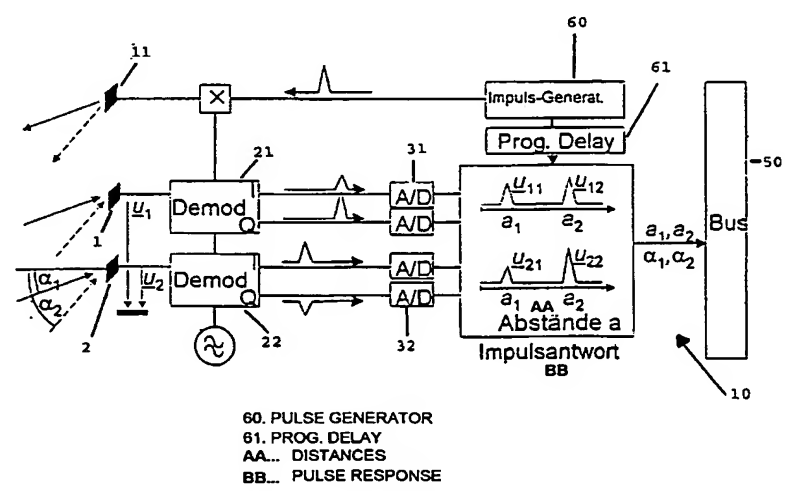 60
11
61
×
Impuls-Generat.
Prog. Delay
21
31
50
I
A/D
u11 u12
Demod
u1
1
Q
A/D
a1 a2
Bus
a1, a2
α1, α2
I
A/D
u21 u22
α1
u2
Demod
α2
Q
A/D
a1 AA a2
Abstände a
2
22
32
Impulsantwort
BB
10
60. PULSE GENERATOR
61. PROG. DELAY
AA... DISTANCES
BB... PULSE RESPONSE